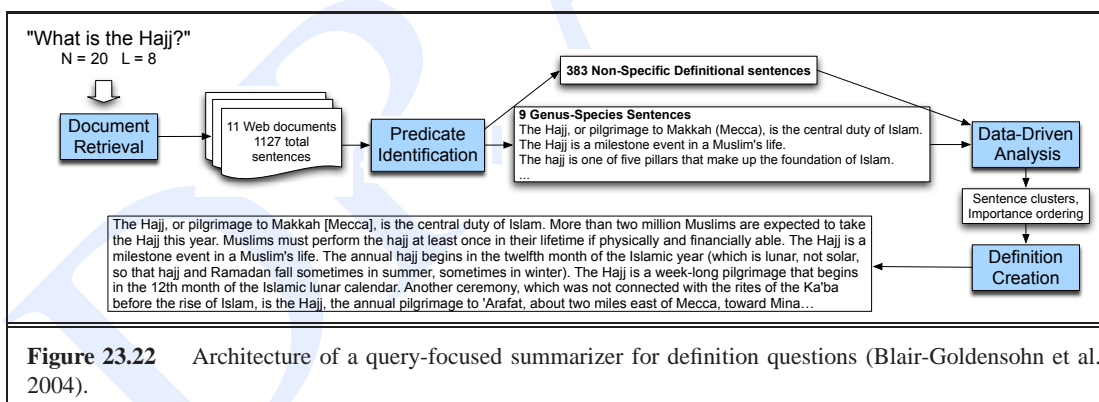 "What is the Hajj?"
N = 20 L = 8
Document
Retrieval
11 Web documents
1127 total
sentences
Predicate
Identification
383 Non-Specific Definitional sentences
9 Genus-Species Sentences
The Hajj, or pilgrimage to Makkah (Mecca), is the central duty of Islam.
The Hajj is a milestone event in a Muslim's life.
The hajj is one of five pillars that make up the foundation of Islam.
...
Data-Driven
Analysis
Sentence clusters,
Importance ordering
Definition
Creation
The Hajj, or pilgrimage to Makkah [Mecca], is the central duty of Islam. More than two million Muslims are expected to take
the Hajj this year. Muslims must perform the hajj at least once in their lifetime if physically and financially able. The Hajj is a
milestone event in a Muslim's life. The annual hajj begins in the twelfth month of the Islamic year (which is lunar, not solar,
so that hajj and Ramadan fall sometimes in summer, sometimes in winter). The Hajj is a week-long pilgrimage that begins
in the 12th month of the Islamic lunar calendar. Another ceremony, which was not connected with the rites of the Ka'ba
before the rise of Islam, is the Hajj, the annual pilgrimage to 'Arafat, about two miles east of Mecca, toward Mina…
Figure 23.22 Architecture of a query-focused summarizer for definition questions (Blair-Goldensohn et al.
2004).